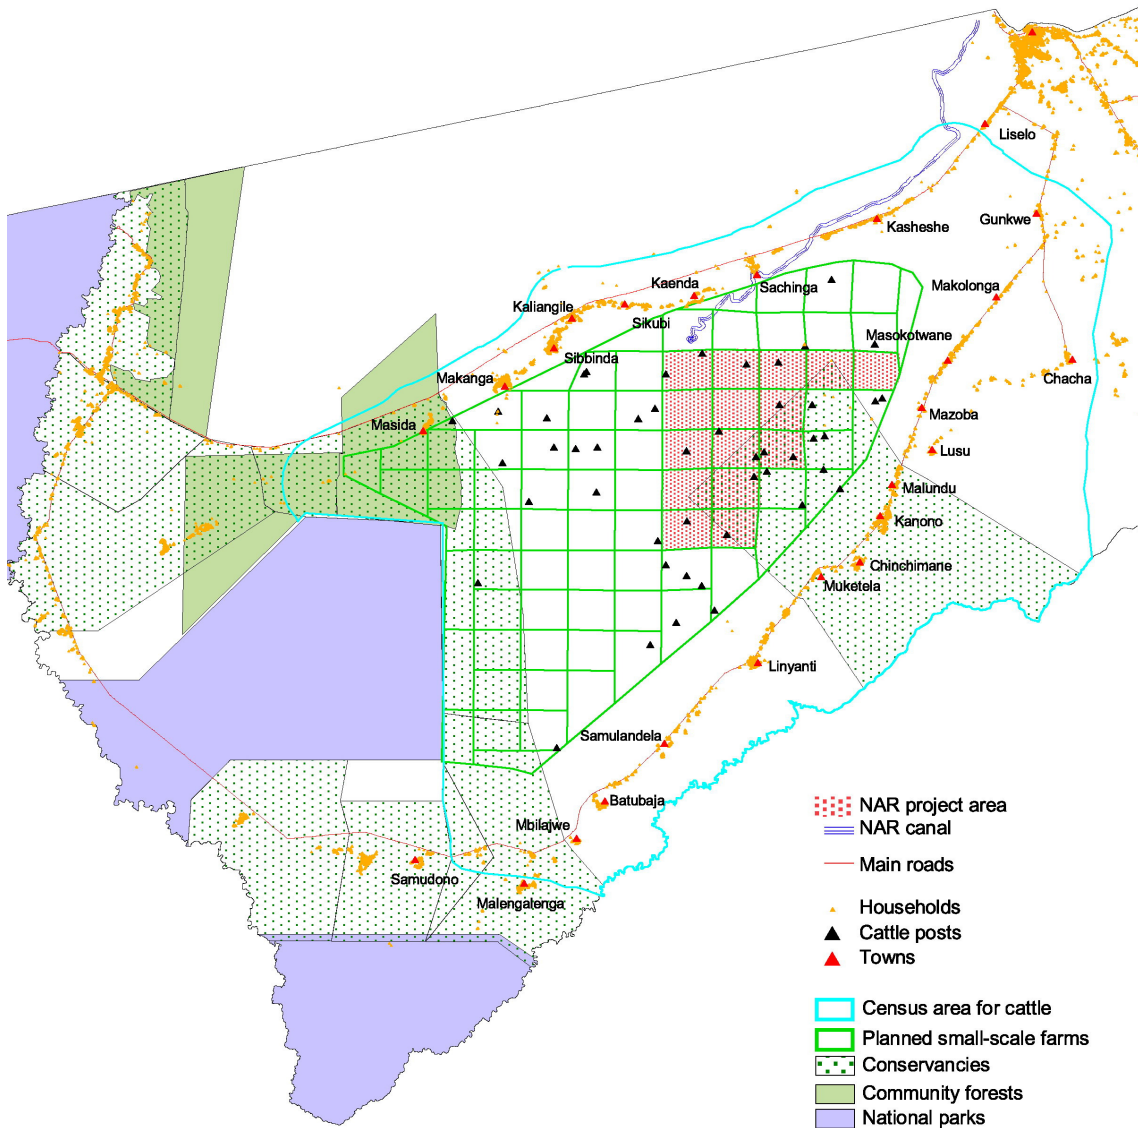 Liselo
Gunkwe
Kasheshe
Sachinga
Kaenda
Makolonga
Kaliangile
Sikubi
Masokotwane
Sibbinda
Chacha
Makanga
Mazoba
Masida
Lusu
Malundu
Kanono
Chinchimane
Muketela
Linyanti
Samulandela
Batubaja
Mbilajwe
Samudono
Malengalenga
NAR project area
NAR canal
Main roads
Households
Cattle posts
Towns
Census area for cattle
Planned small-scale farms
Conservancies
Community forests
National parks